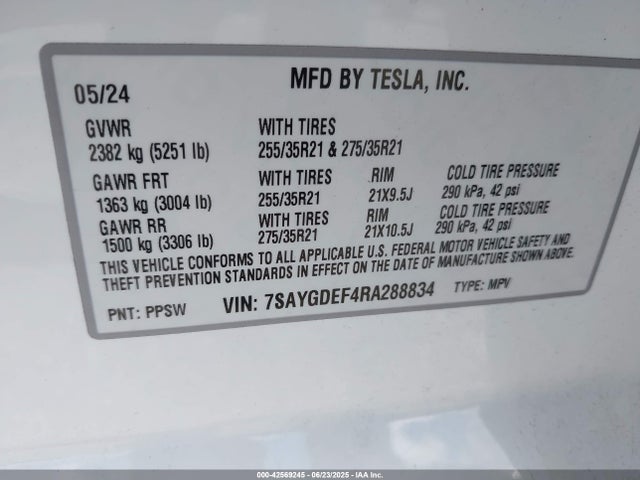 MFD BY TESLA, INC.
05/24
GVWR WITH TIRES
2382 kg (5251 lb) 255/35R21 & 275/35R21
GAWR FRT WITH TIRES RIM COLD TIRE PRESSURE
1363 kg (3004 lb) 255/35R21 21X9.5J 290 kPa, 42 psi
GAWR RR WITH TIRES RIM COLD TIRE PRESSURE
1500 kg (3306 lb) 275/35R21 21X10.5J 290 kPa, 42 psi
THIS VEHICLE CONFORMS TO ALL APPLICABLE U.S. FEDERAL MOTOR VEHICLE SAFETY AND
THEFT PREVENTION STANDARDS IN EFFECT ON THE DATE OF MANUFACTURE SHOWN ABOVE.
PNT: PPSW VIN: 7SAYGDEF4RA288834 TYPE: MPV
000-42569245 - 06/23/2025 - IAAI.COM